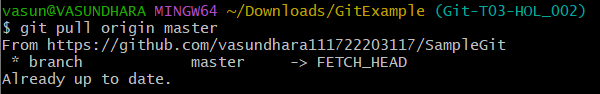 vasun@VASUNDHARA MINGW64 ~/Downloads/GitExample (Git-T03-HOL_002)
$ git pull origin master
From https://github.com/vasundhara111722203117/SampleGit
 * branch            master     -> FETCH_HEAD
Already up to date.